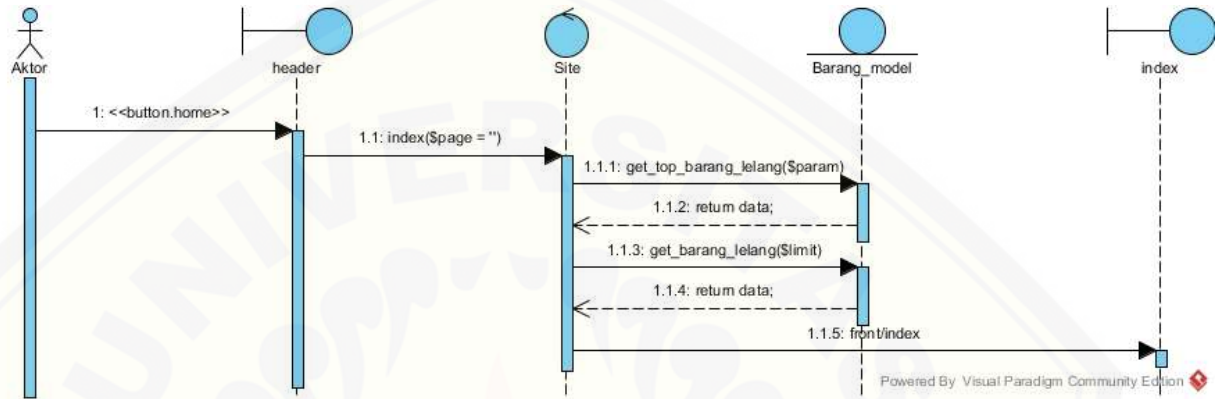 Aktor
header
Site
Barang_model
index
1: <<button.home>>
1.1: index($page = '')
1.1.1: get_top_barang_lelang($param)
1.1.2: return data;
1.1.3: get_barang_lelang($limit)
1.1.4: return data;
1.1.5: front/index
Powered By Visual Paradigm Community Edition